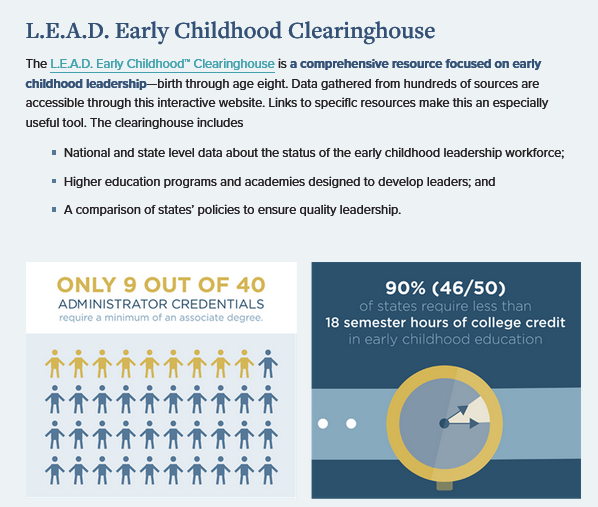 L.E.A.D. Early Childhood Clearinghouse
The L.E.A.D. Early Childhood™ Clearinghouse is a comprehensive resource focused on early
childhood leadership—birth through age eight. Data gathered from hundreds of sources are
accessible through this interactive website. Links to specific resources make this an especially
useful tool. The clearinghouse includes
National and state level data about the status of the early childhood leadership workforce;
Higher education programs and academies designed to develop leaders; and
A comparison of states' policies to ensure quality leadership.
ONLY 9 OUT OF 40
ADMINISTRATOR CREDENTIALS
require a minimum of an associate degree.
90% (46/50)
of states require less than
18 semester hours of college credit
in early childhood education